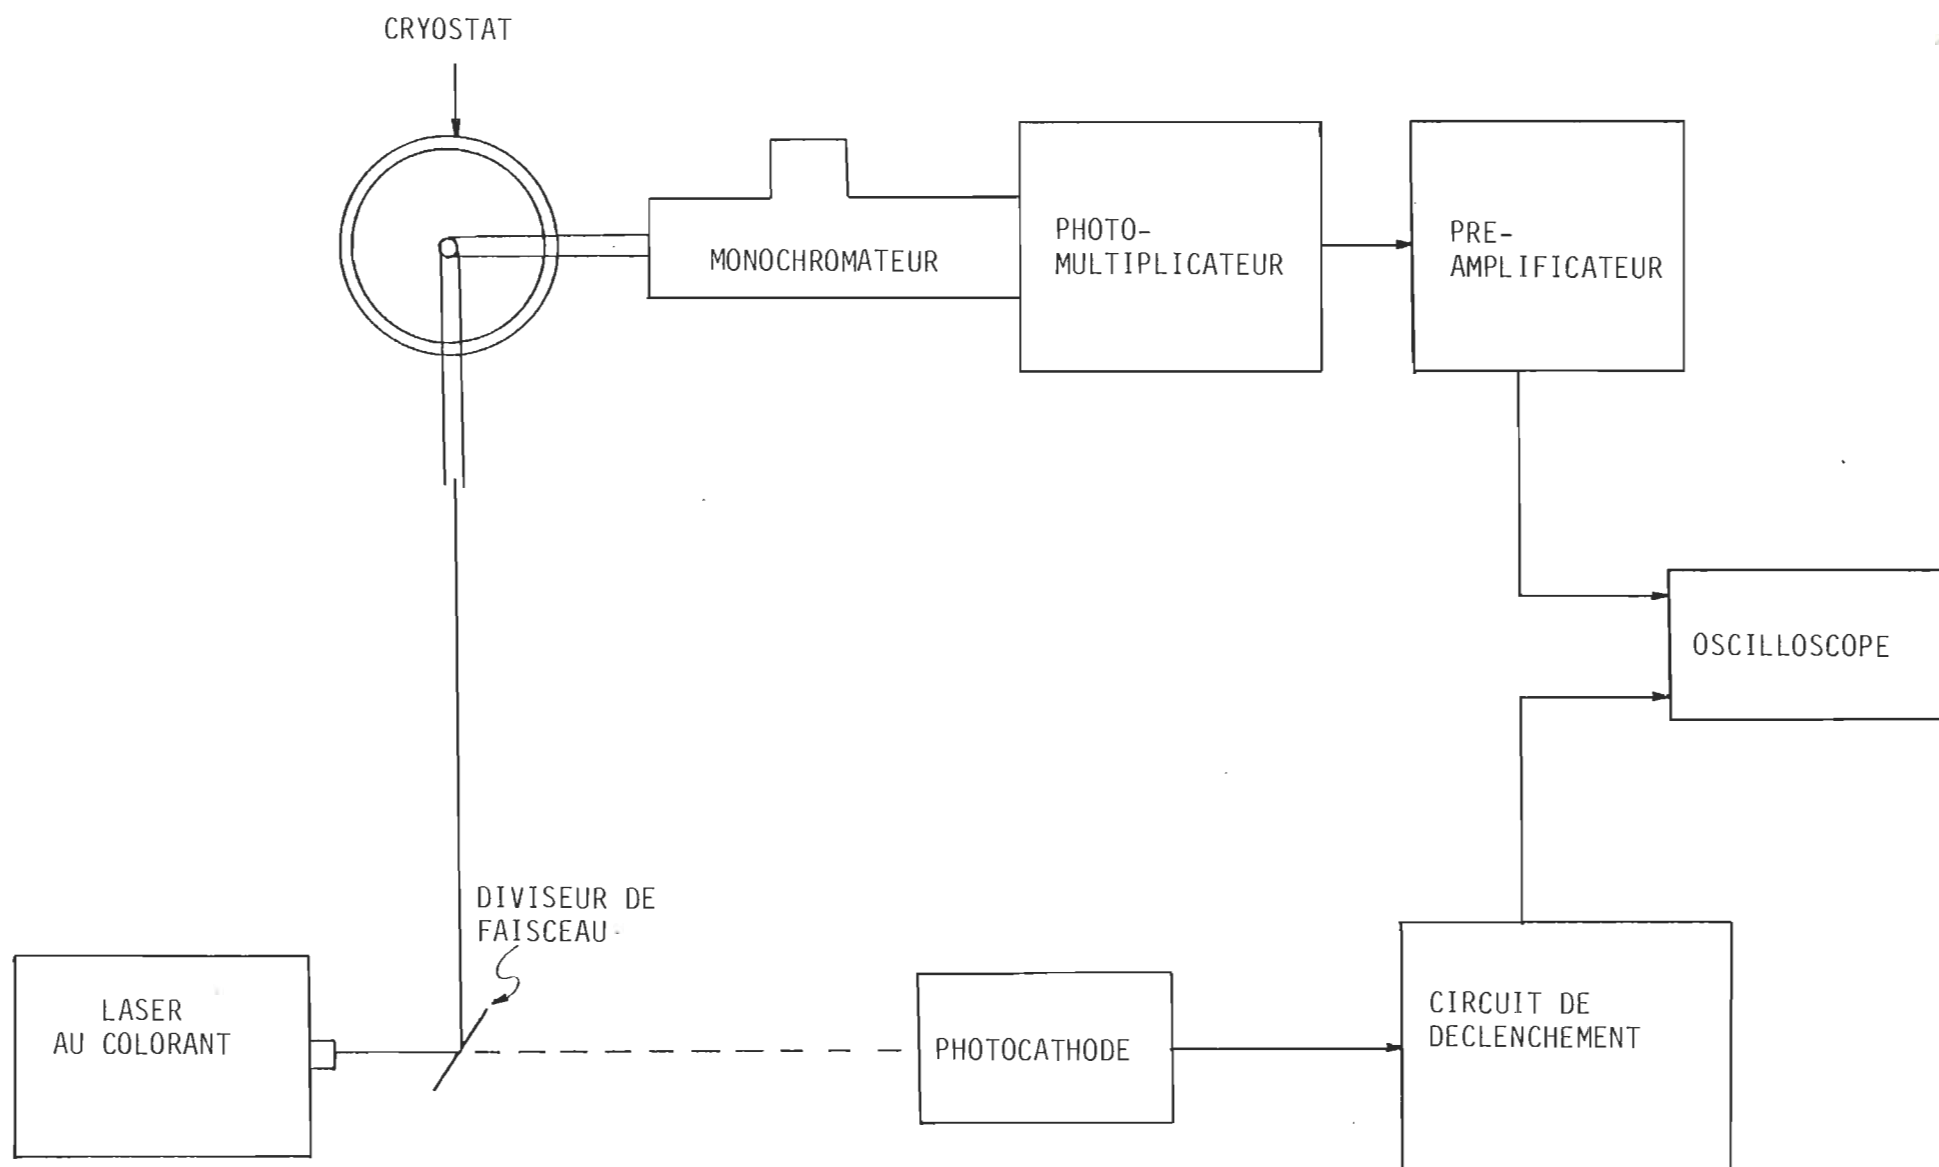 CRYOSTAT
MONOCHROMATEUR
PHOTO-
MULTIPLICATEUR
PRE-
AMPLIFICATEUR
OSCILLOSCOPE
DIVISEUR DE
FAISCEAU
LASER
AU COLORANT
PHOTOCATHODE
CIRCUIT DE
DECLENCHEMENT